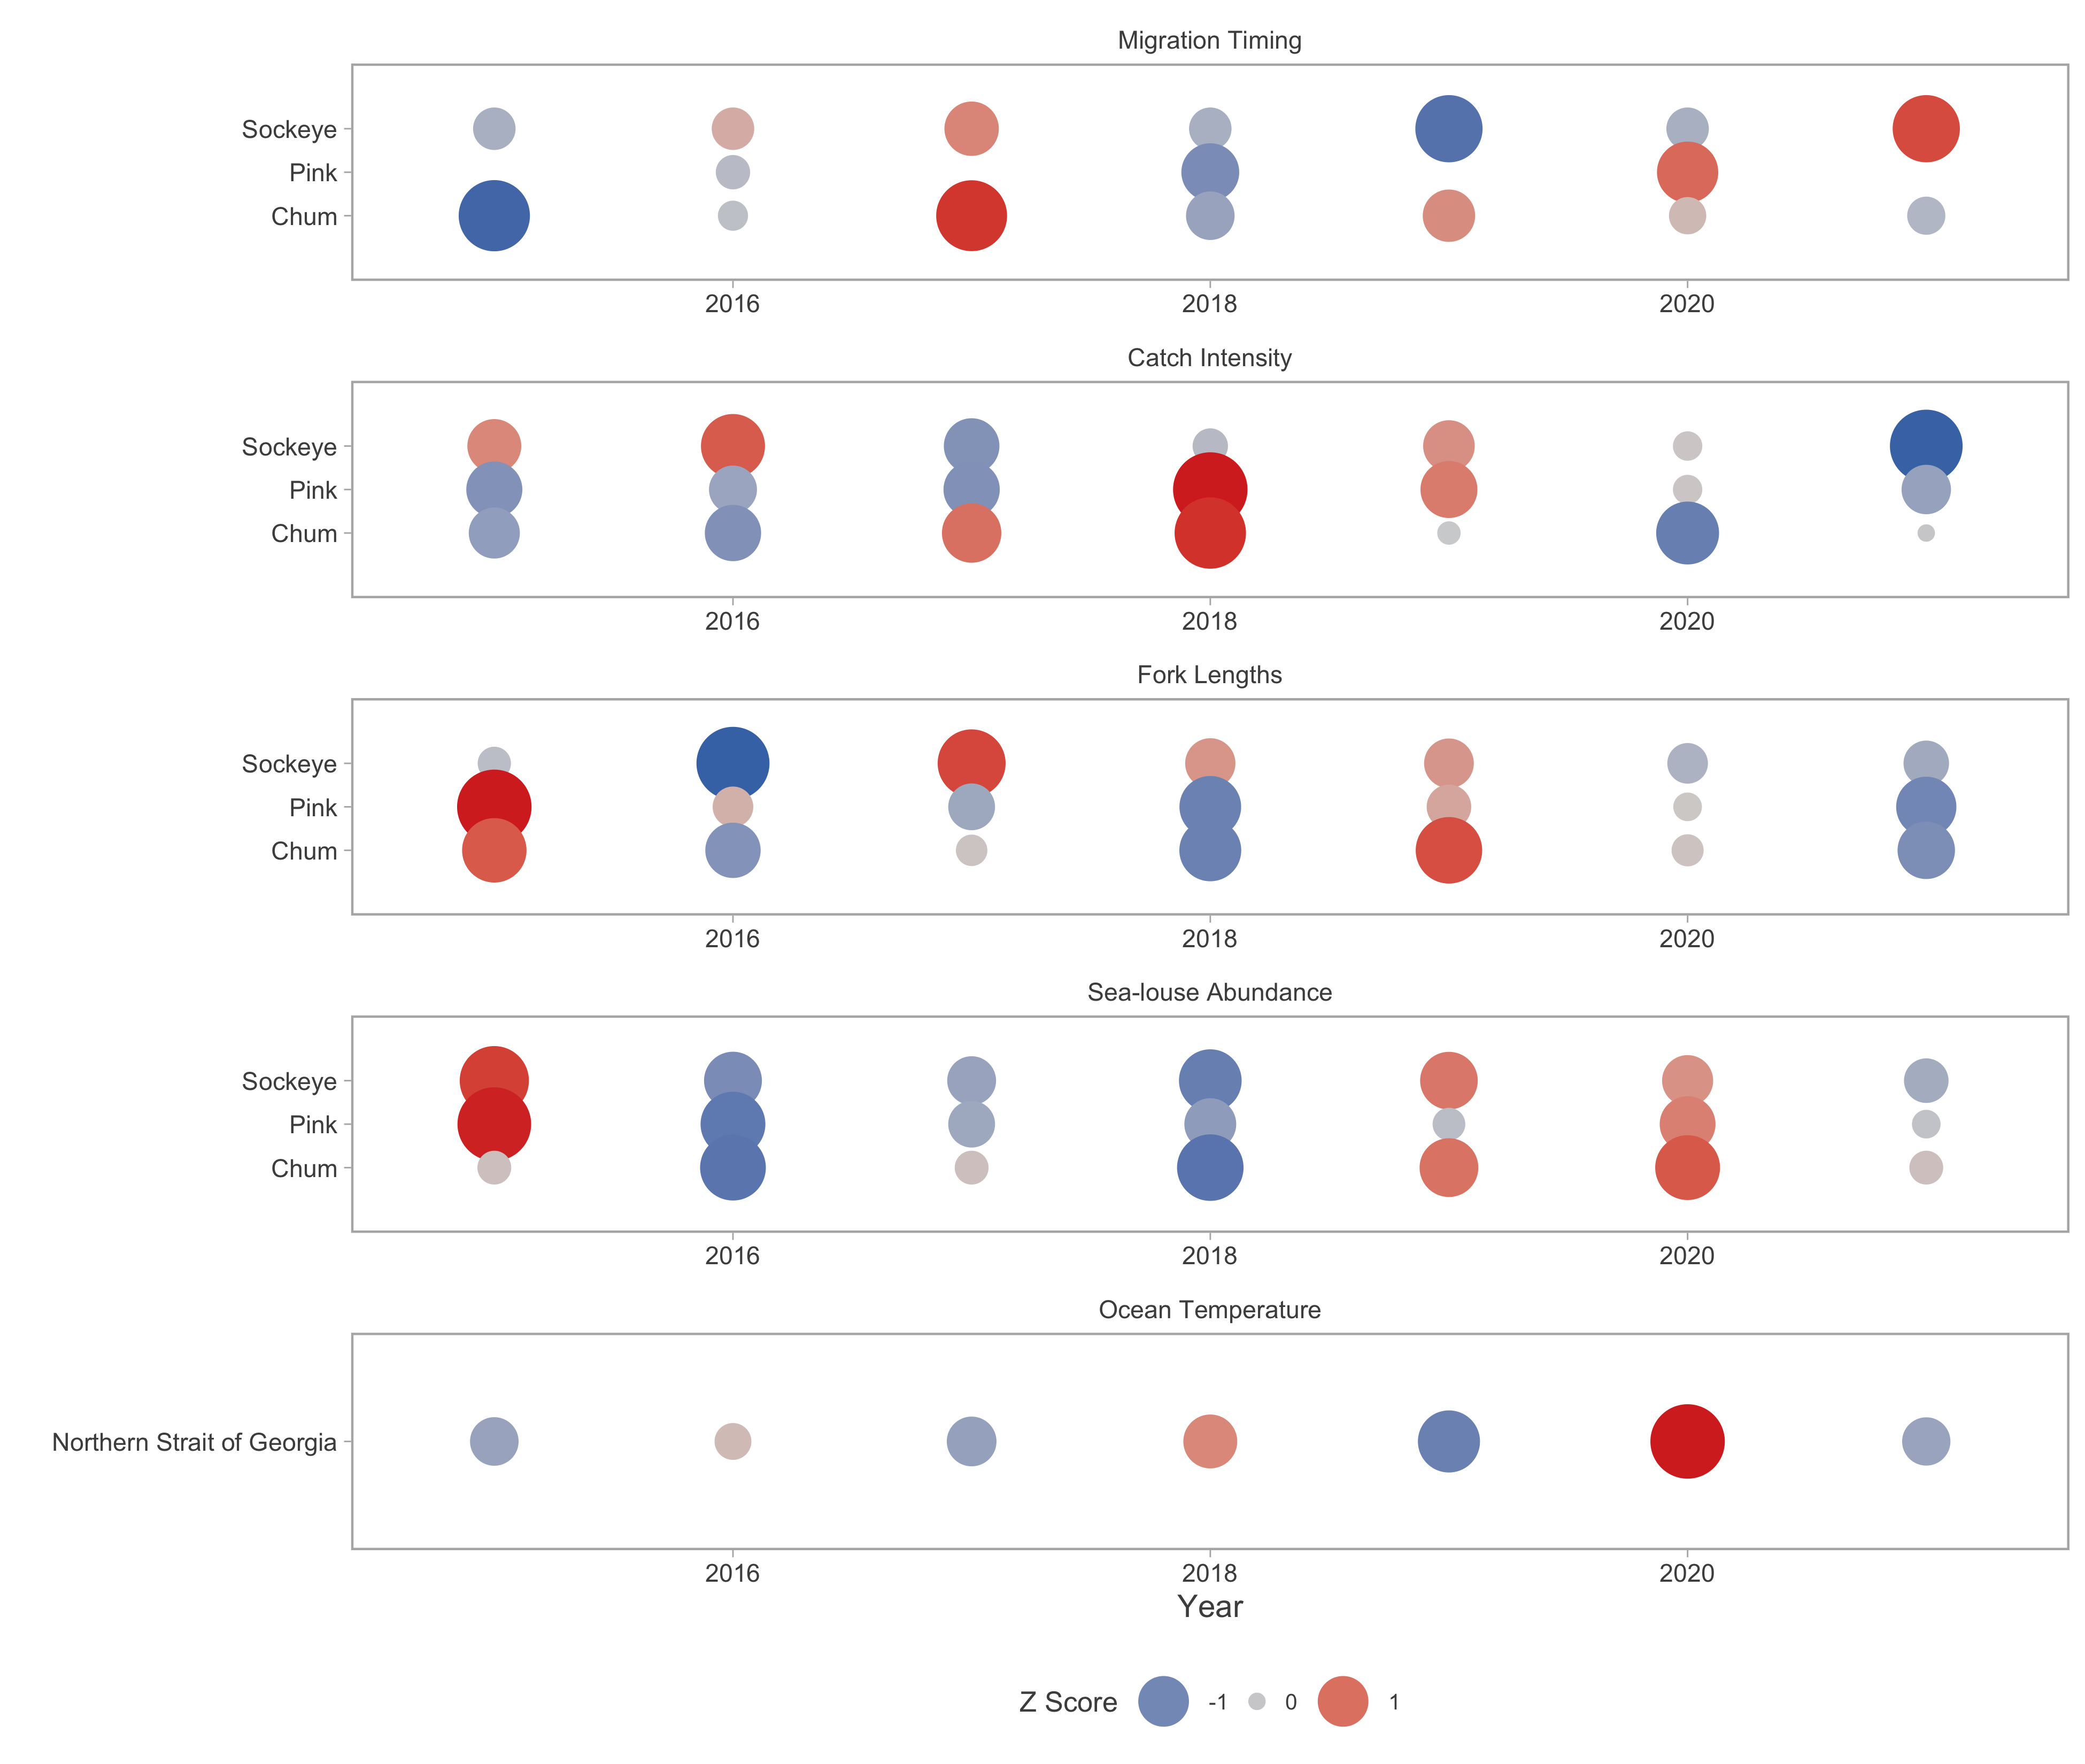 Migration Timing
Sockeye
Pink
Chum
2016 2018 2020
Catch Intensity
Sockeye
Pink
Chum
2016 2018 2020
Fork Lengths
Sockeye
Pink
Chum
2016 2018 2020
Sea-louse Abundance
Sockeye
Pink
Chum
2016 2018 2020
Ocean Temperature
Northern Strait of Georgia
2016 2018 2020
Year
Z Score -1 0 1